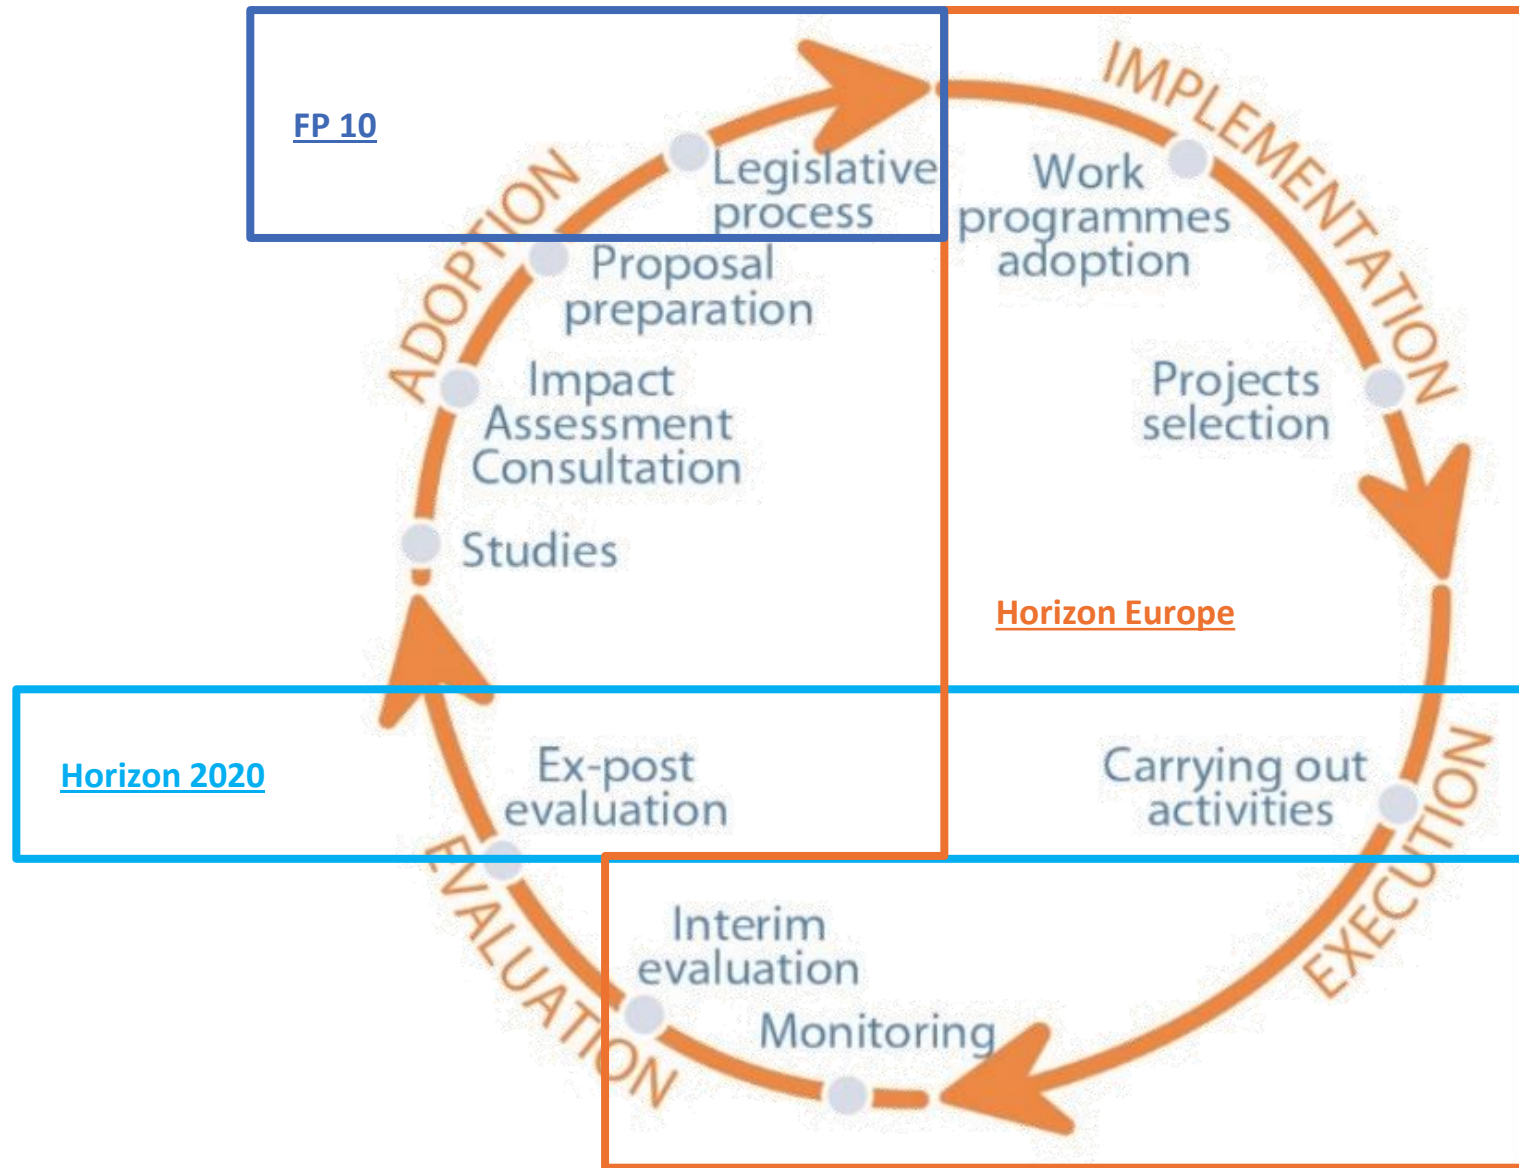 FP 10
ADOPTION
Legislative
process
Proposal
preparation
Impact
Assessment
Consultation
Studies
IMPLEMENTATION
Work
programmes
adoption
Projects
selection
Horizon Europe
Horizon 2020
Ex-post
evaluation
Carrying out
activities
EXECUTION
EVALUATION
Interim
evaluation
Monitoring